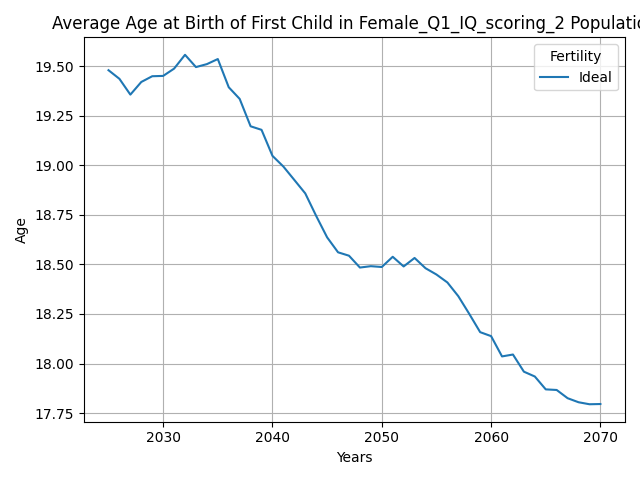 Average Age at Birth of First Child in Female_Q1_IQ_scoring_2 Populatio
Fertility
Ideal
19.50
19.25
19.00
18.75
18.50
18.25
18.00
17.75
Age
2030 2040 2050 2060 2070
Years